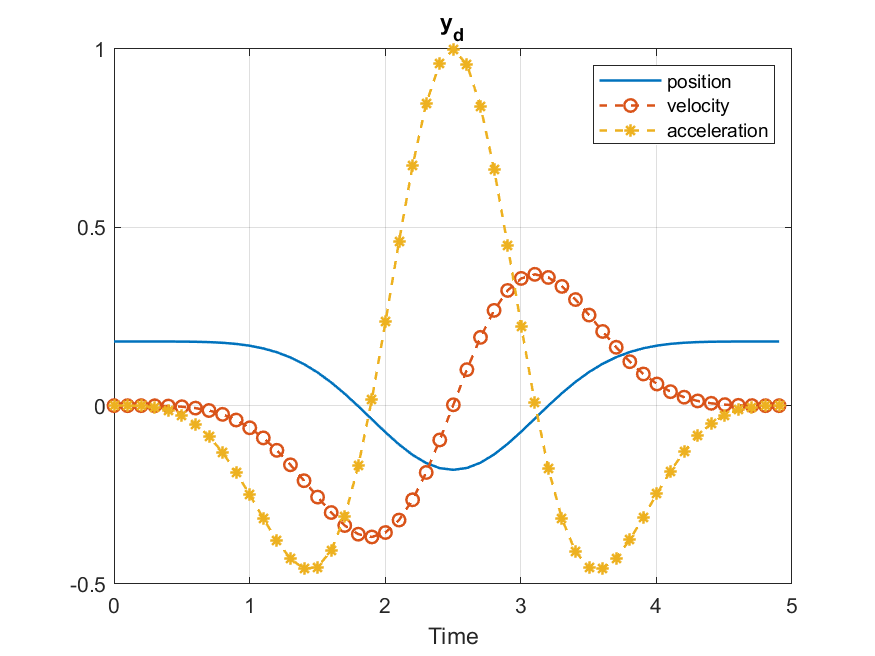 y_d
1
0.5
0
-0.5
0 1 2 3 4 5
Time
position
velocity
acceleration